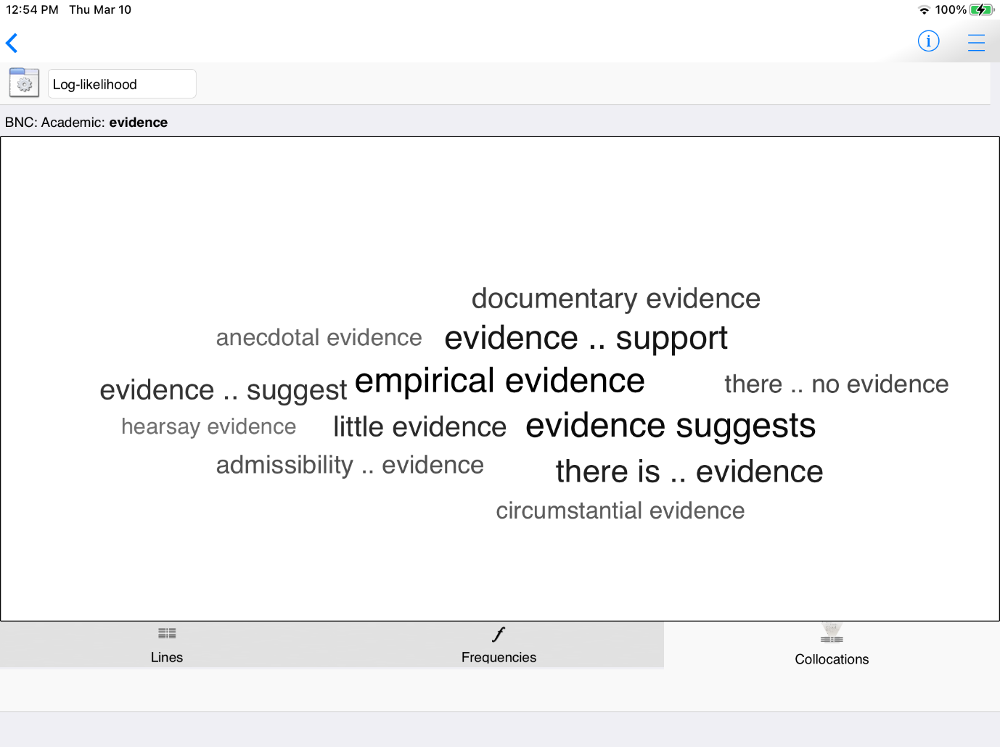 12:54 PM Thu Mar 10 100%
Log-likelihood
BNC: Academic: evidence
documentary evidence
anecdotal evidence evidence .. support
evidence .. suggest empirical evidence there .. no evidence
hearsay evidence little evidence evidence suggests
admissibility .. evidence there is .. evidence
circumstantial evidence
Lines Frequencies Collocations